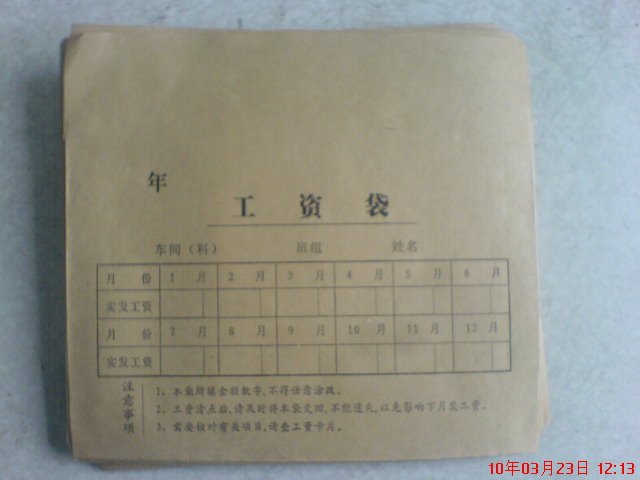 年
工资袋
车间（科） 班组 姓名
月份 1月 2月 3月 4月 5月 6月
实发工资
月份 7月 8月 9月 10月 11月 12月
实发工资
注意事项
1、本袋所填金额数字，不得任意涂改。
2、工资清点后，请及时将本袋交回，不能遗失，以免影响下月发工资。
3、需要核对有关项目，请查工资卡片。
10年03月23日 12:13